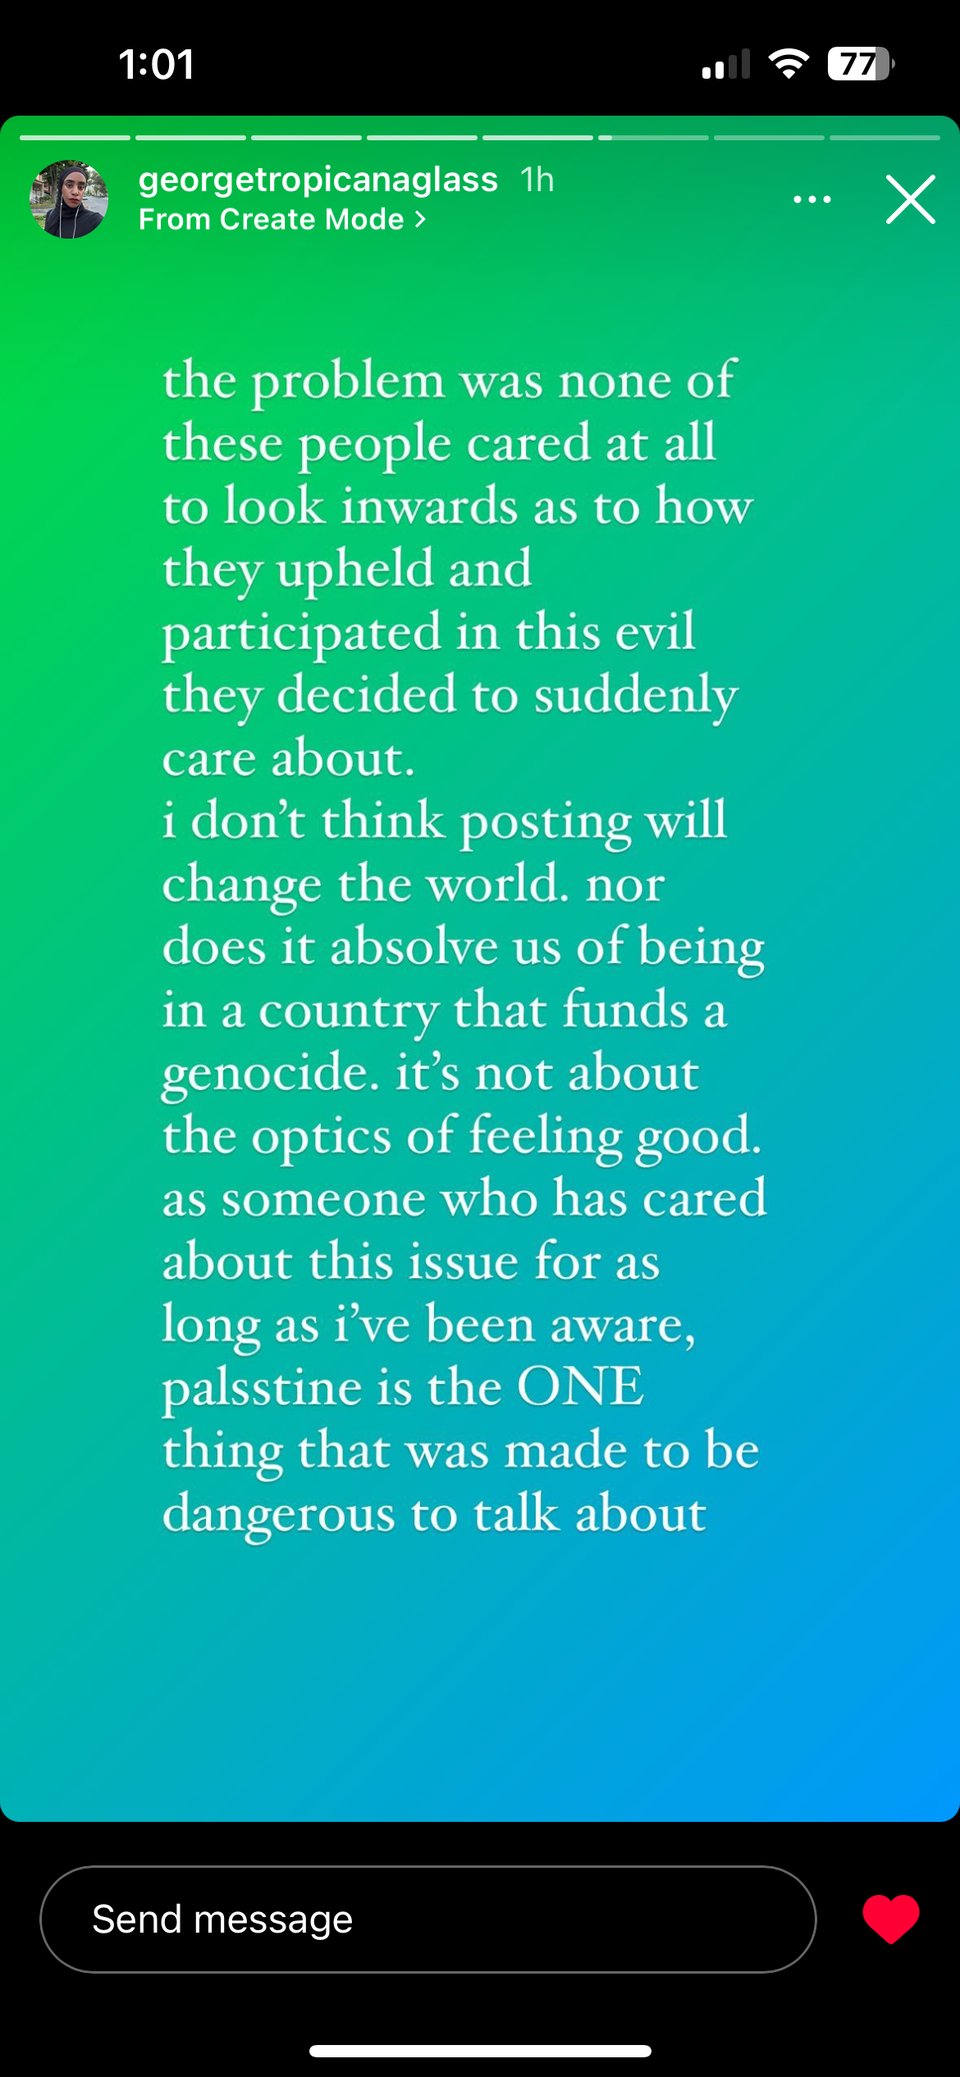 1:01
77
georgetropicanaglass 1h
From Create Mode >
the problem was none of
these people cared at all
to look inwards as to how
they upheld and
participated in this evil
they decided to suddenly
care about.
i don’t think posting will
change the world. nor
does it absolve us of being
in a country that funds a
genocide. it’s not about
the optics of feeling good.
as someone who has cared
about this issue for as
long as i’ve been aware,
palsstine is the ONE
thing that was made to be
dangerous to talk about
Send message